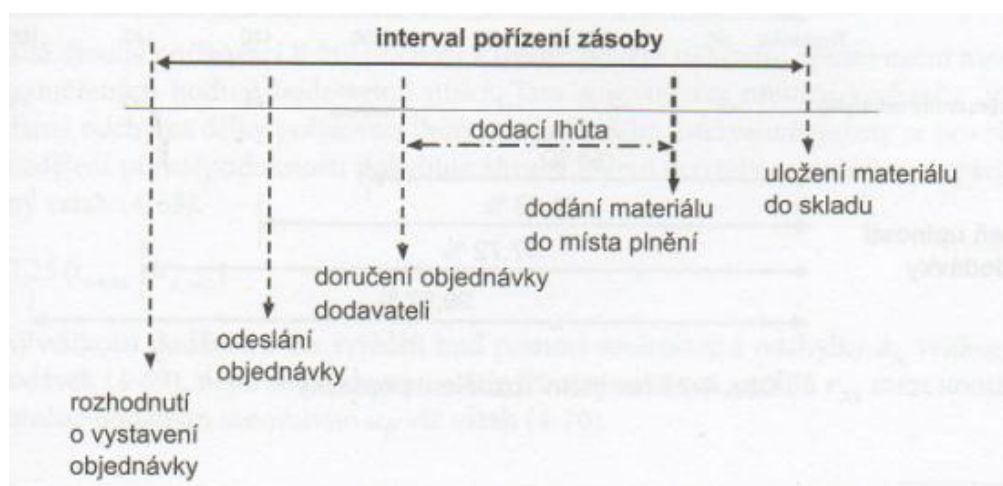 interval pořízení zásoby
dodací lhůta
uložení materiálu
do skladu
dodání materiálu
do místa plnění
doručení objednávky
dodavateli
odeslání
objednávky
rozhodnutí
o vystavení
objednávky